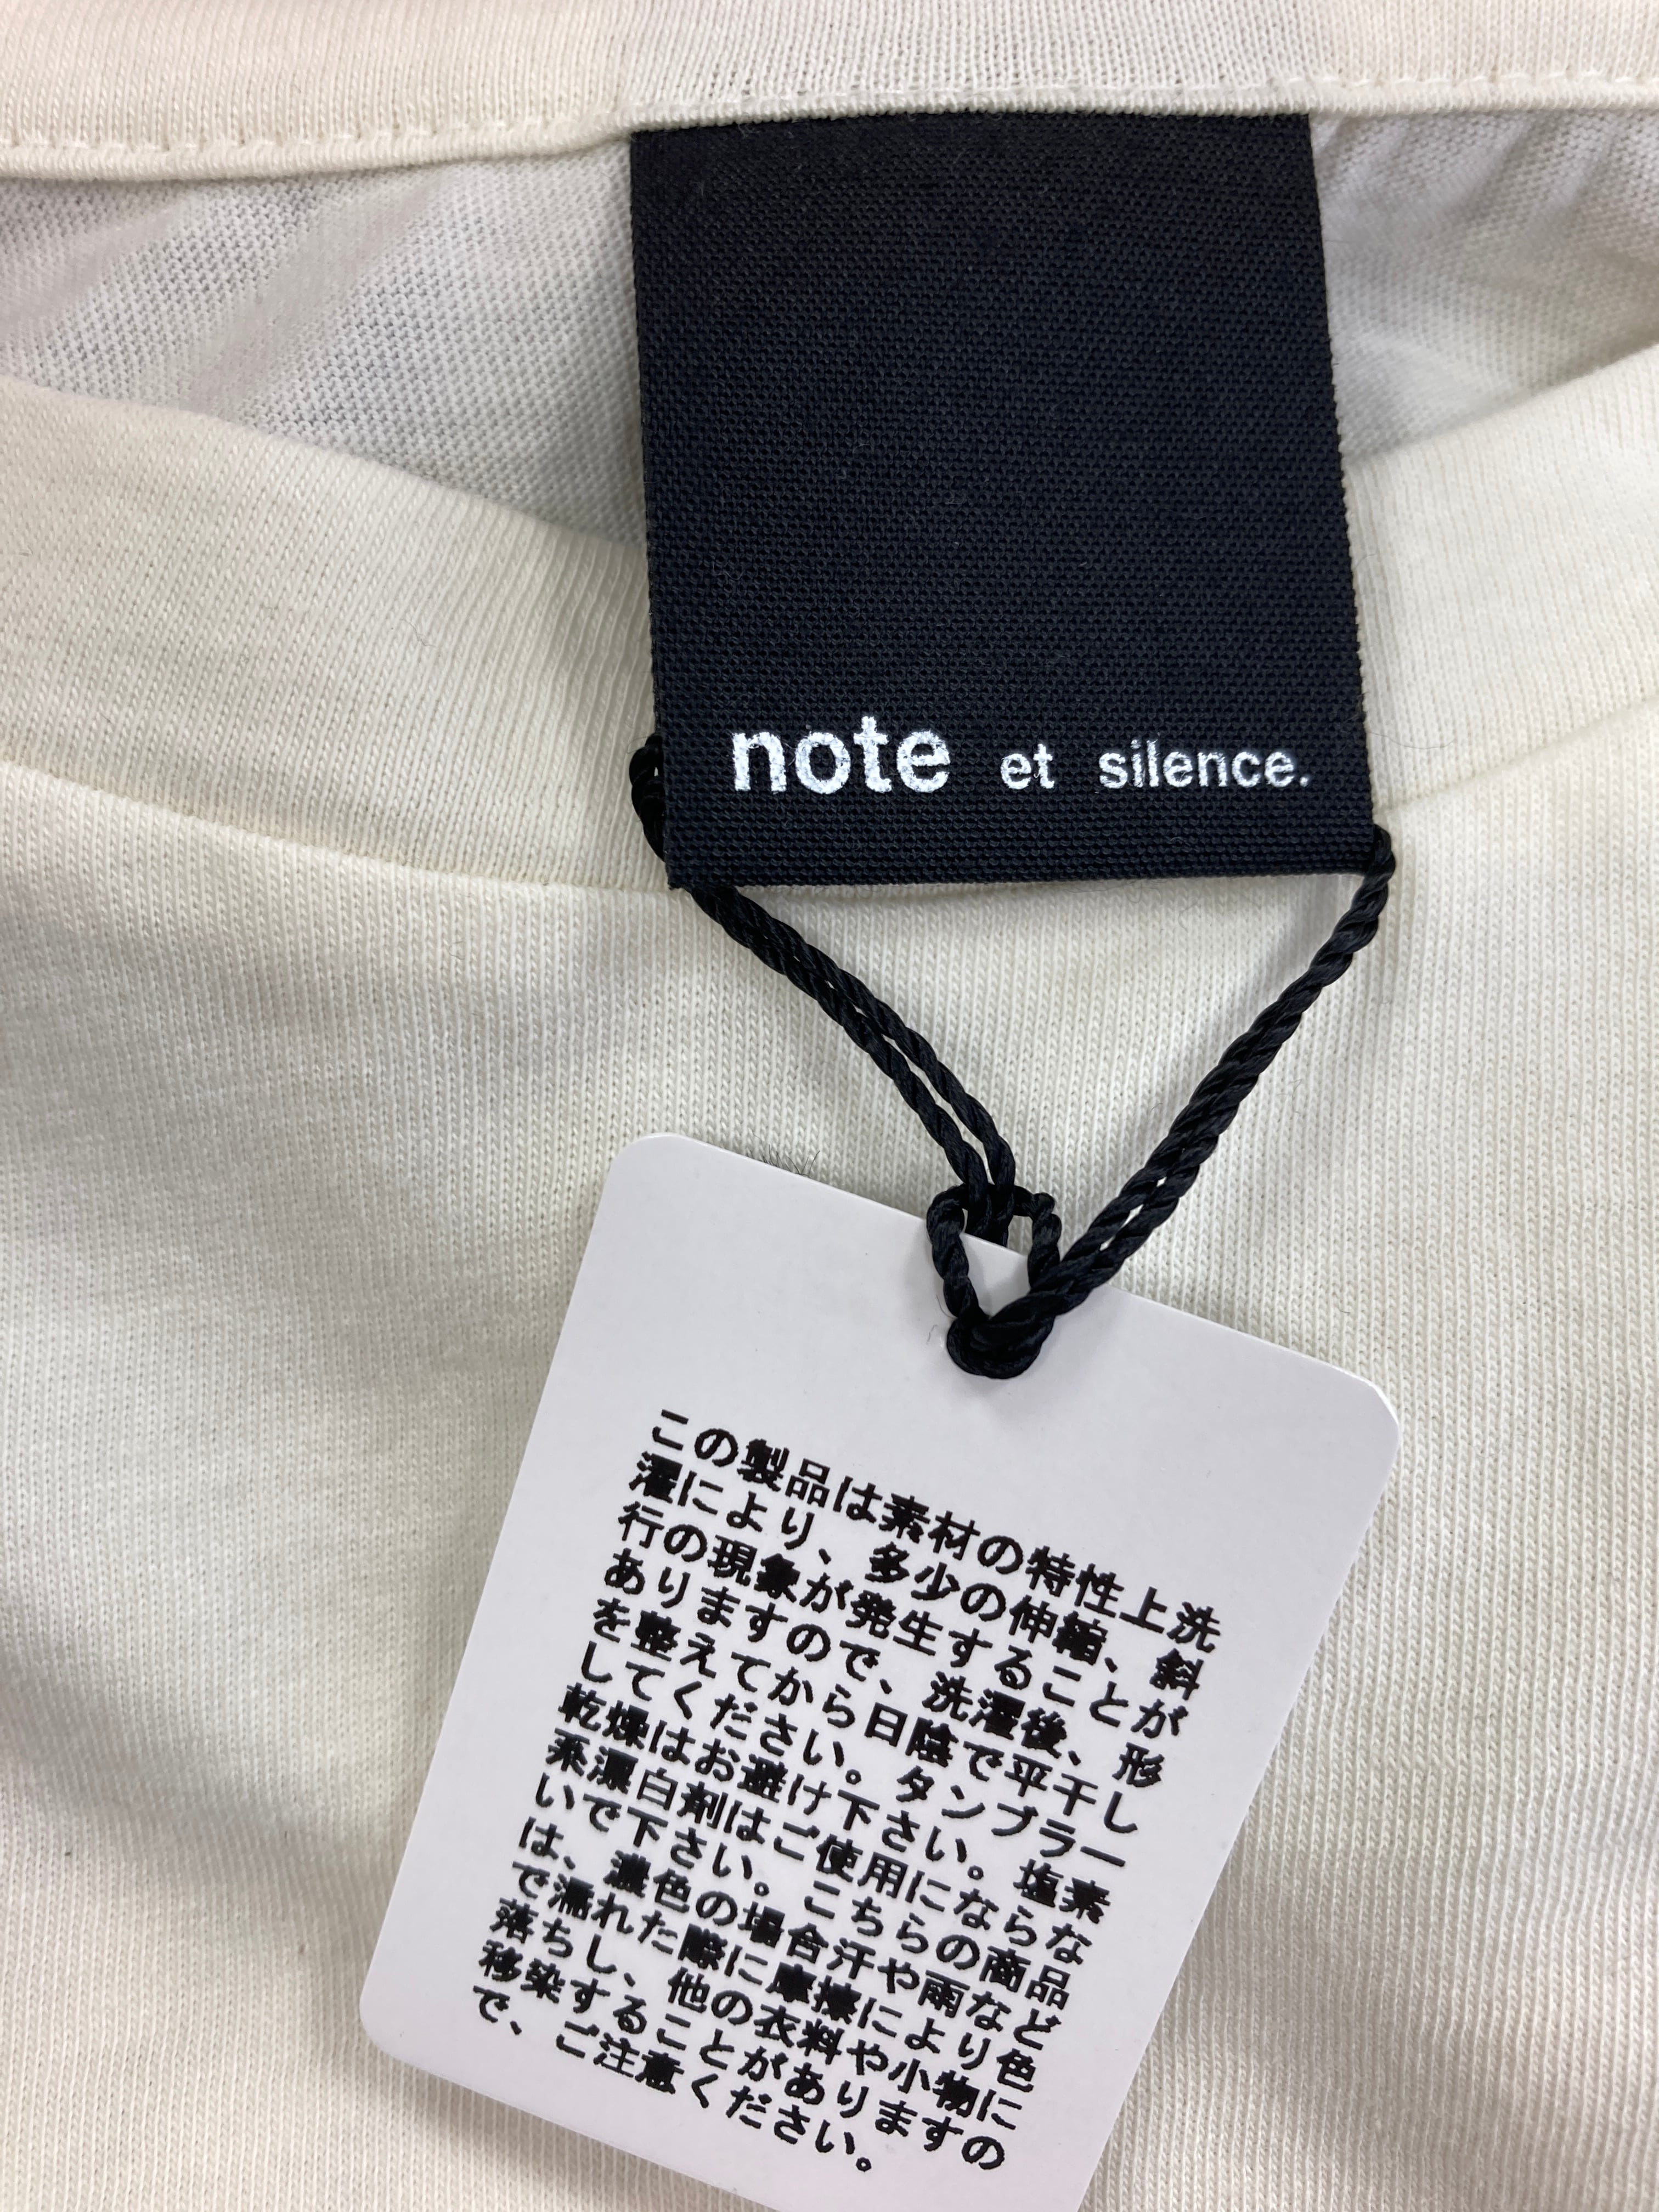 note et silence.
この製品は素材の特性上洗
濯により、多少の伸縮、斜
行の現象が発生することが
ありますので、洗濯後、形
を整えてから日陰で平干し
してください。タンブラー
乾燥はお避け下さい。塩素
系漂白剤はご使用にならな
いで下さい。こちらの商品
は、濃色の場合汗や雨など
で濡れた際に摩擦により色
落ちし、他の衣料や小物に
移染することがありますの
で、ご注意ください。